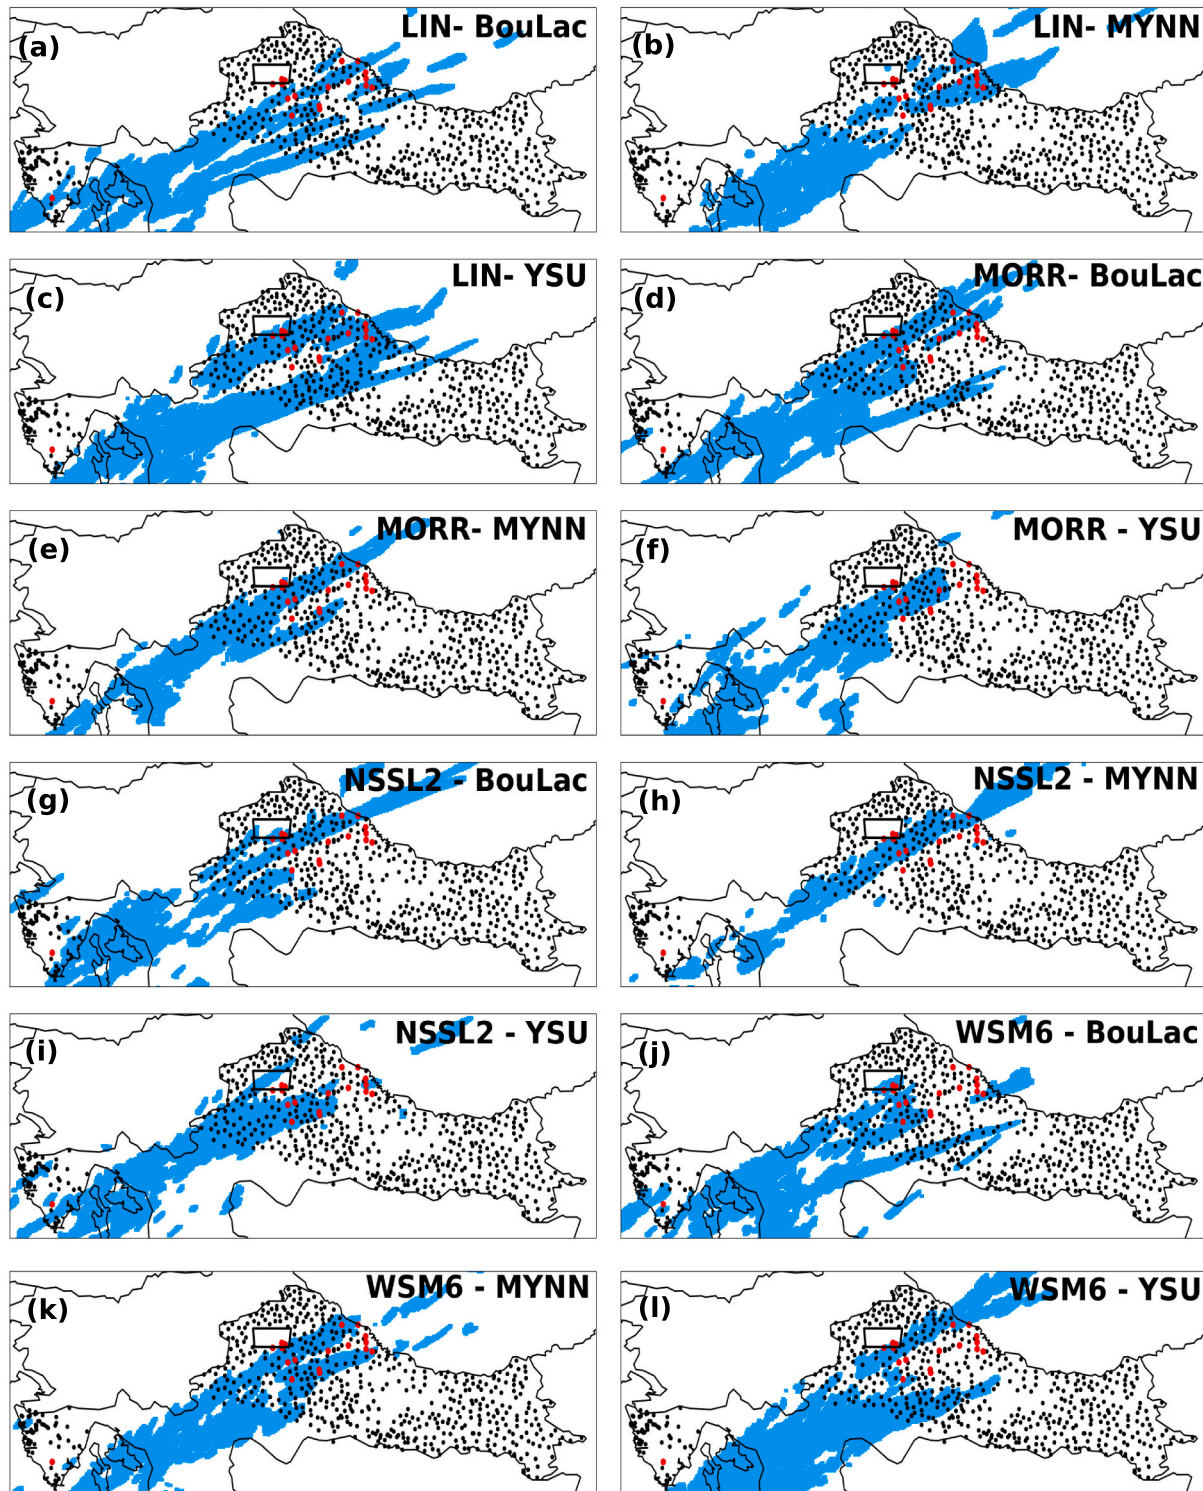 (a) LIN- BouLac
(b) LIN- MYNN
(c) LIN- YSU
(d) MORR- BouLac
(e) MORR- MYNN
(f) MORR - YSU
(g) NSSL2 - BouLac
(h) NSSL2 - MYNN
(i) NSSL2 - YSU
(j) WSM6 - BouLac
(k) WSM6 - MYNN
(l) WSM6 - YSU